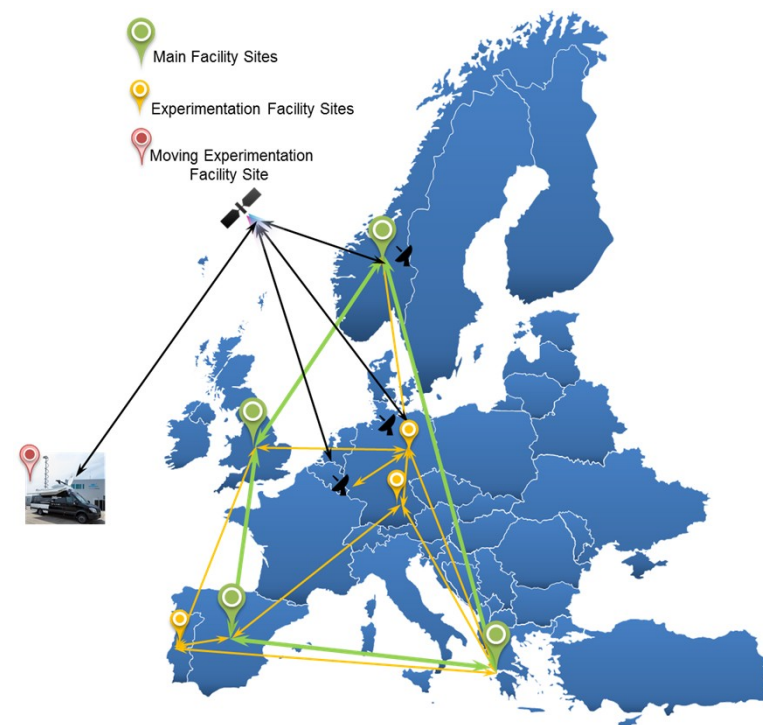 Main Facility Sites
Experimentation Facility Sites
Moving Experimentation
Facility Site